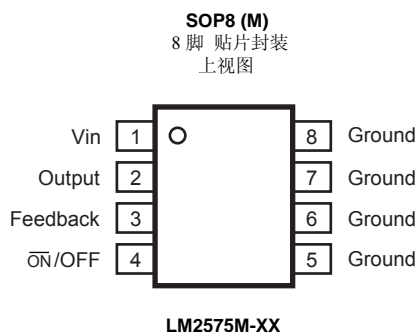 SOP8 (M)
8 脚 贴片封装
上视图
Vin 1 8 Ground
Output 2 7 Ground
Feedback 3 6 Ground
O̅N̅/OFF 4 5 Ground
LM2575M-XX